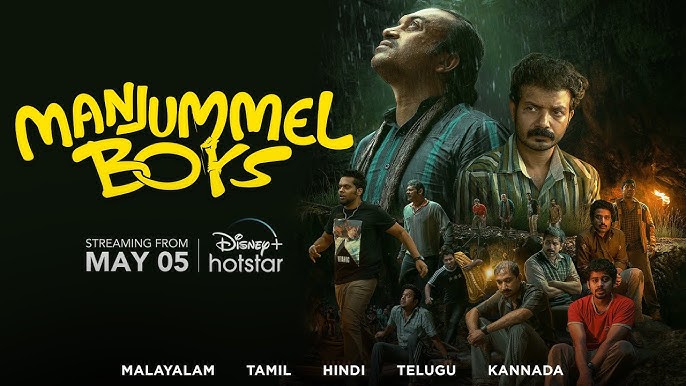 MANJUMMEL
BOYS
STREAMING FROM
MAY 05
Disney+
hotstar
MALAYALAM TAMIL HINDI TELUGU KANNADA